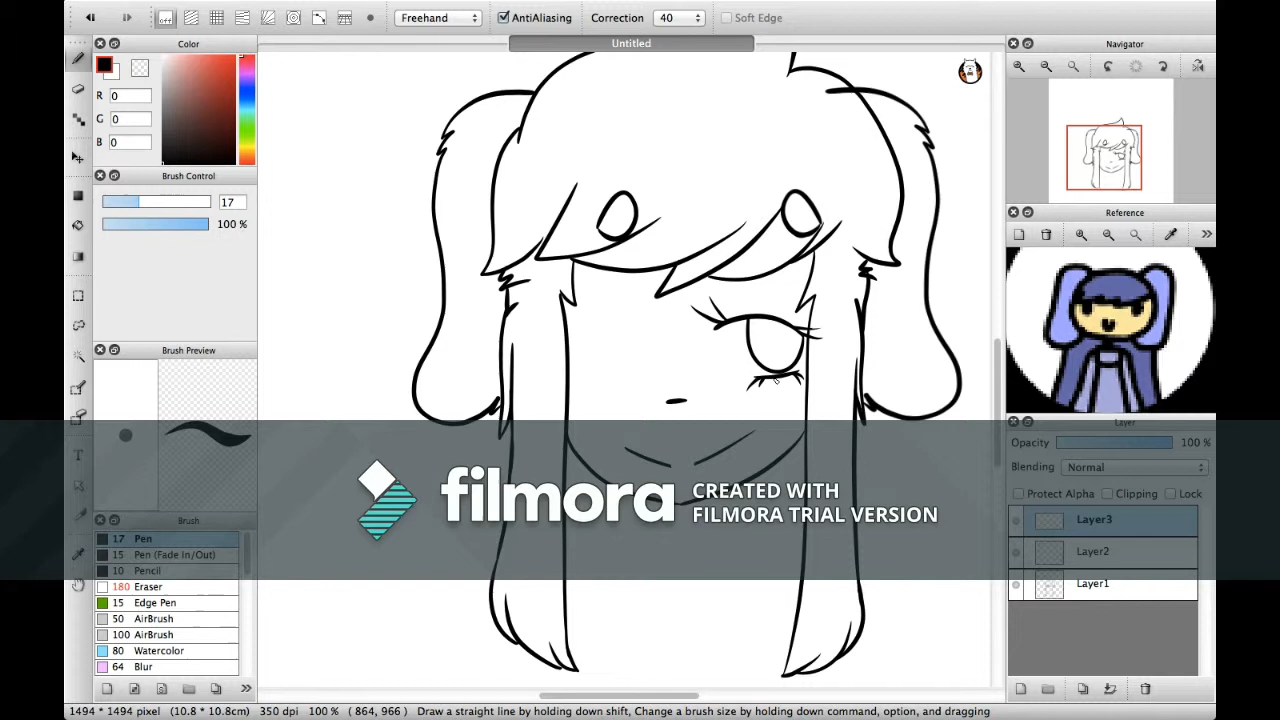 off
Freehand
AntiAliasing
Correction
40
Soft Edge
Untitled
Color
R 0
G 0
B 0
Brush Control
17
100 %
Brush Preview
Brush
17 Pen
15 Pen (Fade In/Out)
10 Pencil
180 Eraser
15 Edge Pen
50 AirBrush
100 AirBrush
80 Watercolor
64 Blur
Navigator
Reference
Layer
Opacity 100 %
Blending Normal
Protect Alpha Clipping Lock
Layer3
Layer2
Layer1
filmora
CREATED WITH
FILMORA TRIAL VERSION
1494 * 1494 pixel (10.8 * 10.8cm) 350 dpi 100 % ( 864, 966 ) Draw a straight line by holding down shift, Change a brush size by holding down command, option, and dragging